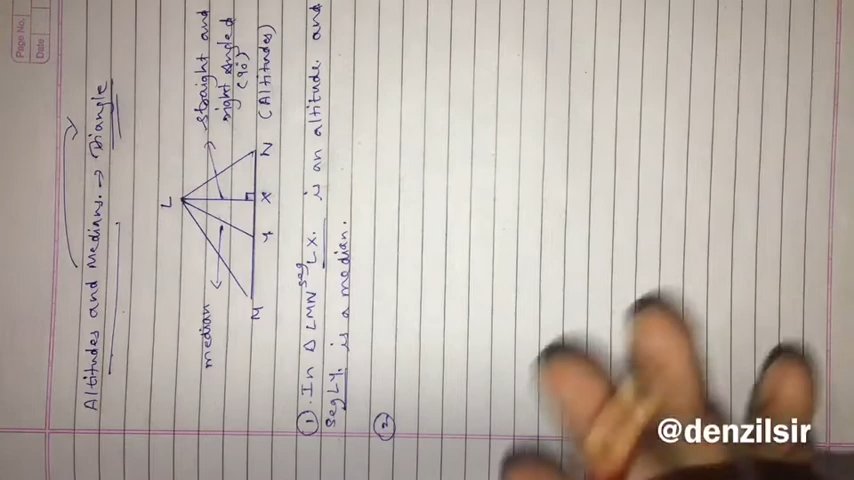 Page No.
Date
Altitudes and Medians. → Triangle
L
straight and
right angled
(90°)
median
M Y X N (Altitudes)
① . In Δ LMN seg LX. is an altitude and
seg LY. is a median.
②
@denzilsir